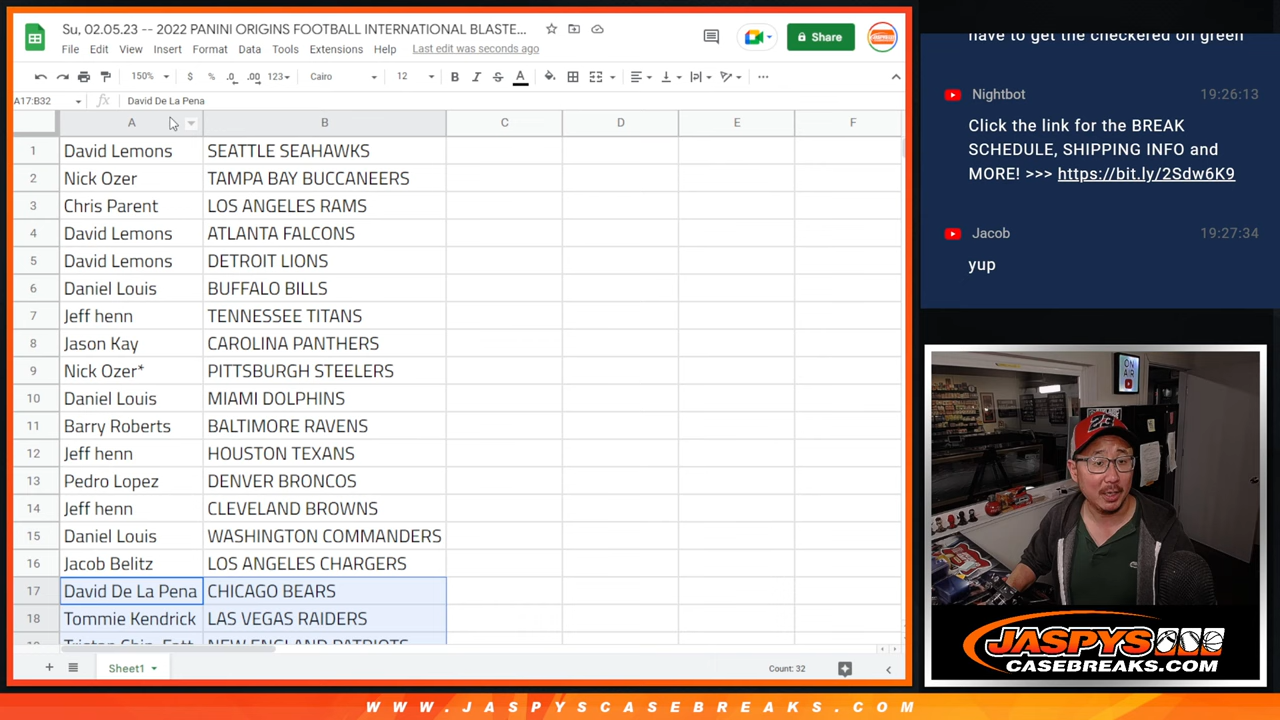 Su, 02.05.23 -- 2022 PANINI ORIGINS FOOTBALL INTERNATIONAL BLASTE...
Share
File Edit View Insert Format Data Tools Extensions Help Last edit was seconds ago
150% $ % .0 .00 123 Cairo 12 B I S A
A17:B32 fx David De La Pena
A B C D E F
1 David Lemons SEATTLE SEAHAWKS
2 Nick Ozer TAMPA BAY BUCCANEERS
3 Chris Parent LOS ANGELES RAMS
4 David Lemons ATLANTA FALCONS
5 David Lemons DETROIT LIONS
6 Daniel Louis BUFFALO BILLS
7 Jeff henn TENNESSEE TITANS
8 Jason Kay CAROLINA PANTHERS
9 Nick Ozer* PITTSBURGH STEELERS
10 Daniel Louis MIAMI DOLPHINS
11 Barry Roberts BALTIMORE RAVENS
12 Jeff henn HOUSTON TEXANS
13 Pedro Lopez DENVER BRONCOS
14 Jeff henn CLEVELAND BROWNS
15 Daniel Louis WASHINGTON COMMANDERS
16 Jacob Belitz LOS ANGELES CHARGERS
17 David De La Pena CHICAGO BEARS
18 Tommie Kendrick LAS VEGAS RAIDERS
NEW ENGLAND PATRIOTS
Sheet1 Count: 32
have to get the checkered on green
Nightbot 19:26:13
Click the link for the BREAK
SCHEDULE, SHIPPING INFO and
MORE! >>> https://bit.ly/2Sdw6K9
Jacob 19:27:34
yup
ON
AIR
23
JASPYS
CASEBREAKS.COM
WWW.JASPYSCASEBREAKS.COM